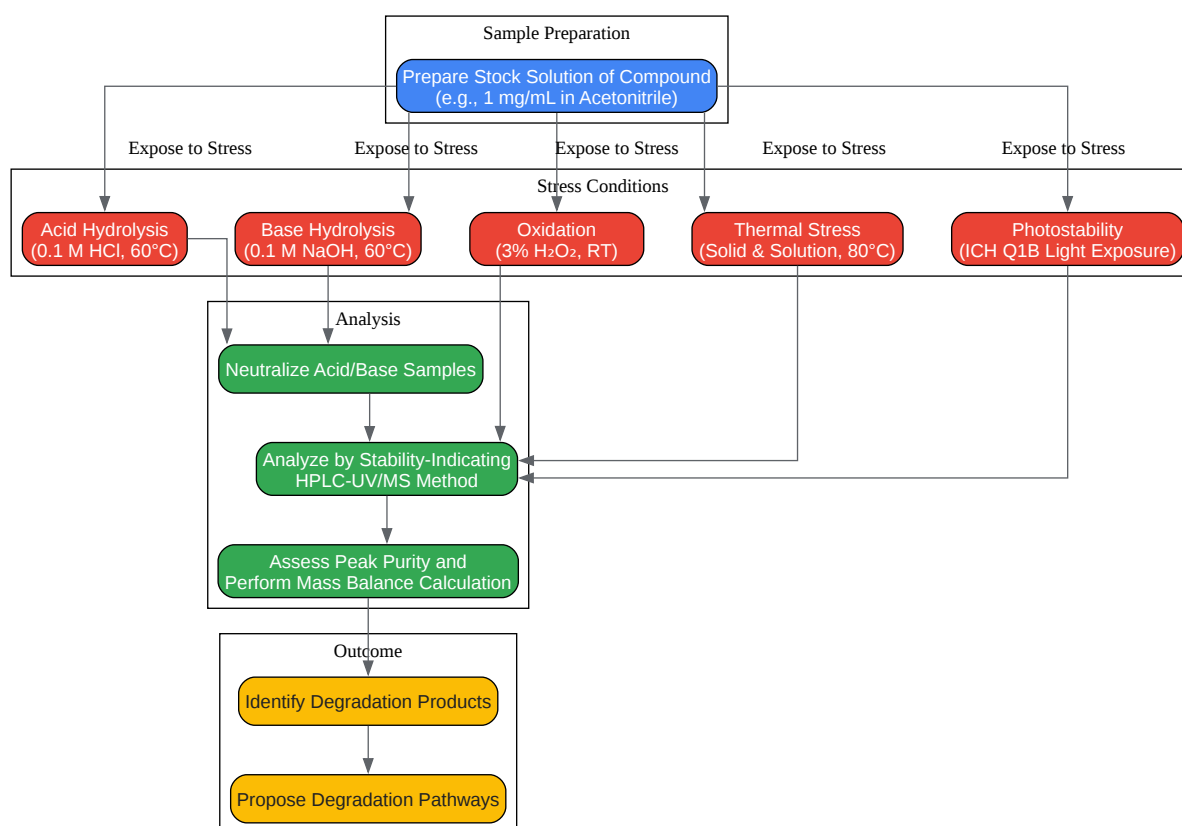 Sample Preparation
Prepare Stock Solution of Compound
(e.g., 1 mg/mL in Acetonitrile)
Expose to Stress
Expose to Stress
Expose to Stress
Expose to Stress
Expose to Stress
Stress Conditions
Acid Hydrolysis
(0.1 M HCl, 60°C)
Base Hydrolysis
(0.1 M NaOH, 60°C)
Oxidation
(3% H₂O₂, RT)
Thermal Stress
(Solid & Solution, 80°C)
Photostability
(ICH Q1B Light Exposure)
Analysis
Neutralize Acid/Base Samples
Analyze by Stability-Indicating
HPLC-UV/MS Method
Assess Peak Purity and
Perform Mass Balance Calculation
Outcome
Identify Degradation Products
Propose Degradation Pathways